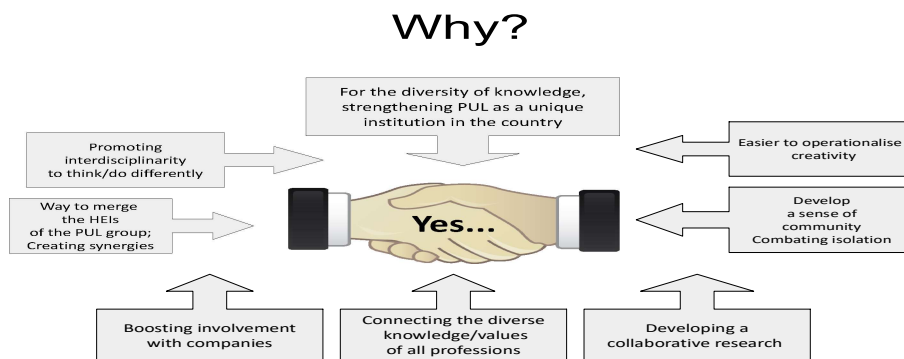 Why?
For the diversity of knowledge,
strengthening PUL as a unique
institution in the country
Promoting
interdisciplinarity
to think/do differently
Easier to operationalise
creativity
Way to merge
the HEIs
of the PUL group;
Creating synergies
Yes...
Develop
a sense of
community
Combating isolation
Boosting involvement
with companies
Connecting the diverse
knowledge/values
of all professions
Developing a
collaborative research